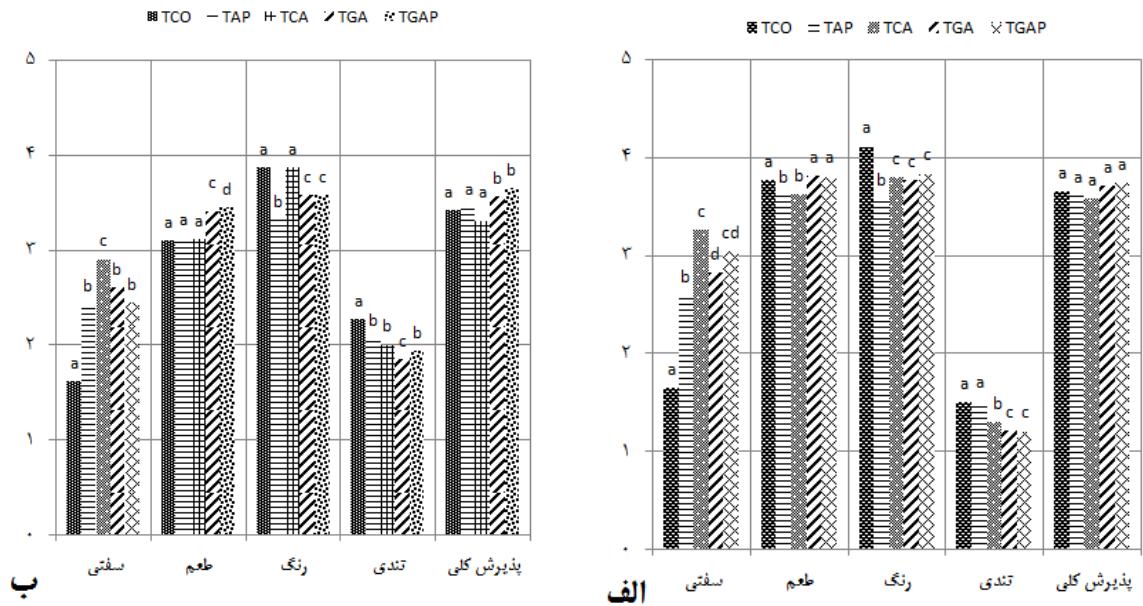 TCO TAP TCA TGA TGAP
۵
۴
۳
۲
۱
۰
a b c b b
a a a c d
a b a c c
a b b c b
a a a b b
سفتی طعم رنگ تندی پذیرش کلی
ب
TCO TAP TCA TGA TGAP
۵
۴
۳
۲
۱
۰
a b c d cd
a b b a a
a b c c c
a a b c c
a a a a a
سفتی طعم رنگ تندی پذیرش کلی
الف